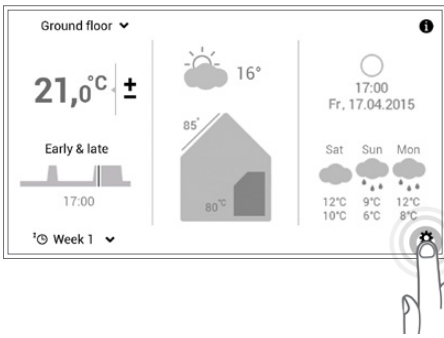 Ground floor
21,0°C ±
Early & late
17:00
¹ Week 1
16°
85°
80°C
17:00
Fr, 17.04.2015
Sat Sun Mon
12°C 9°C 12°C
10°C 6°C 8°C